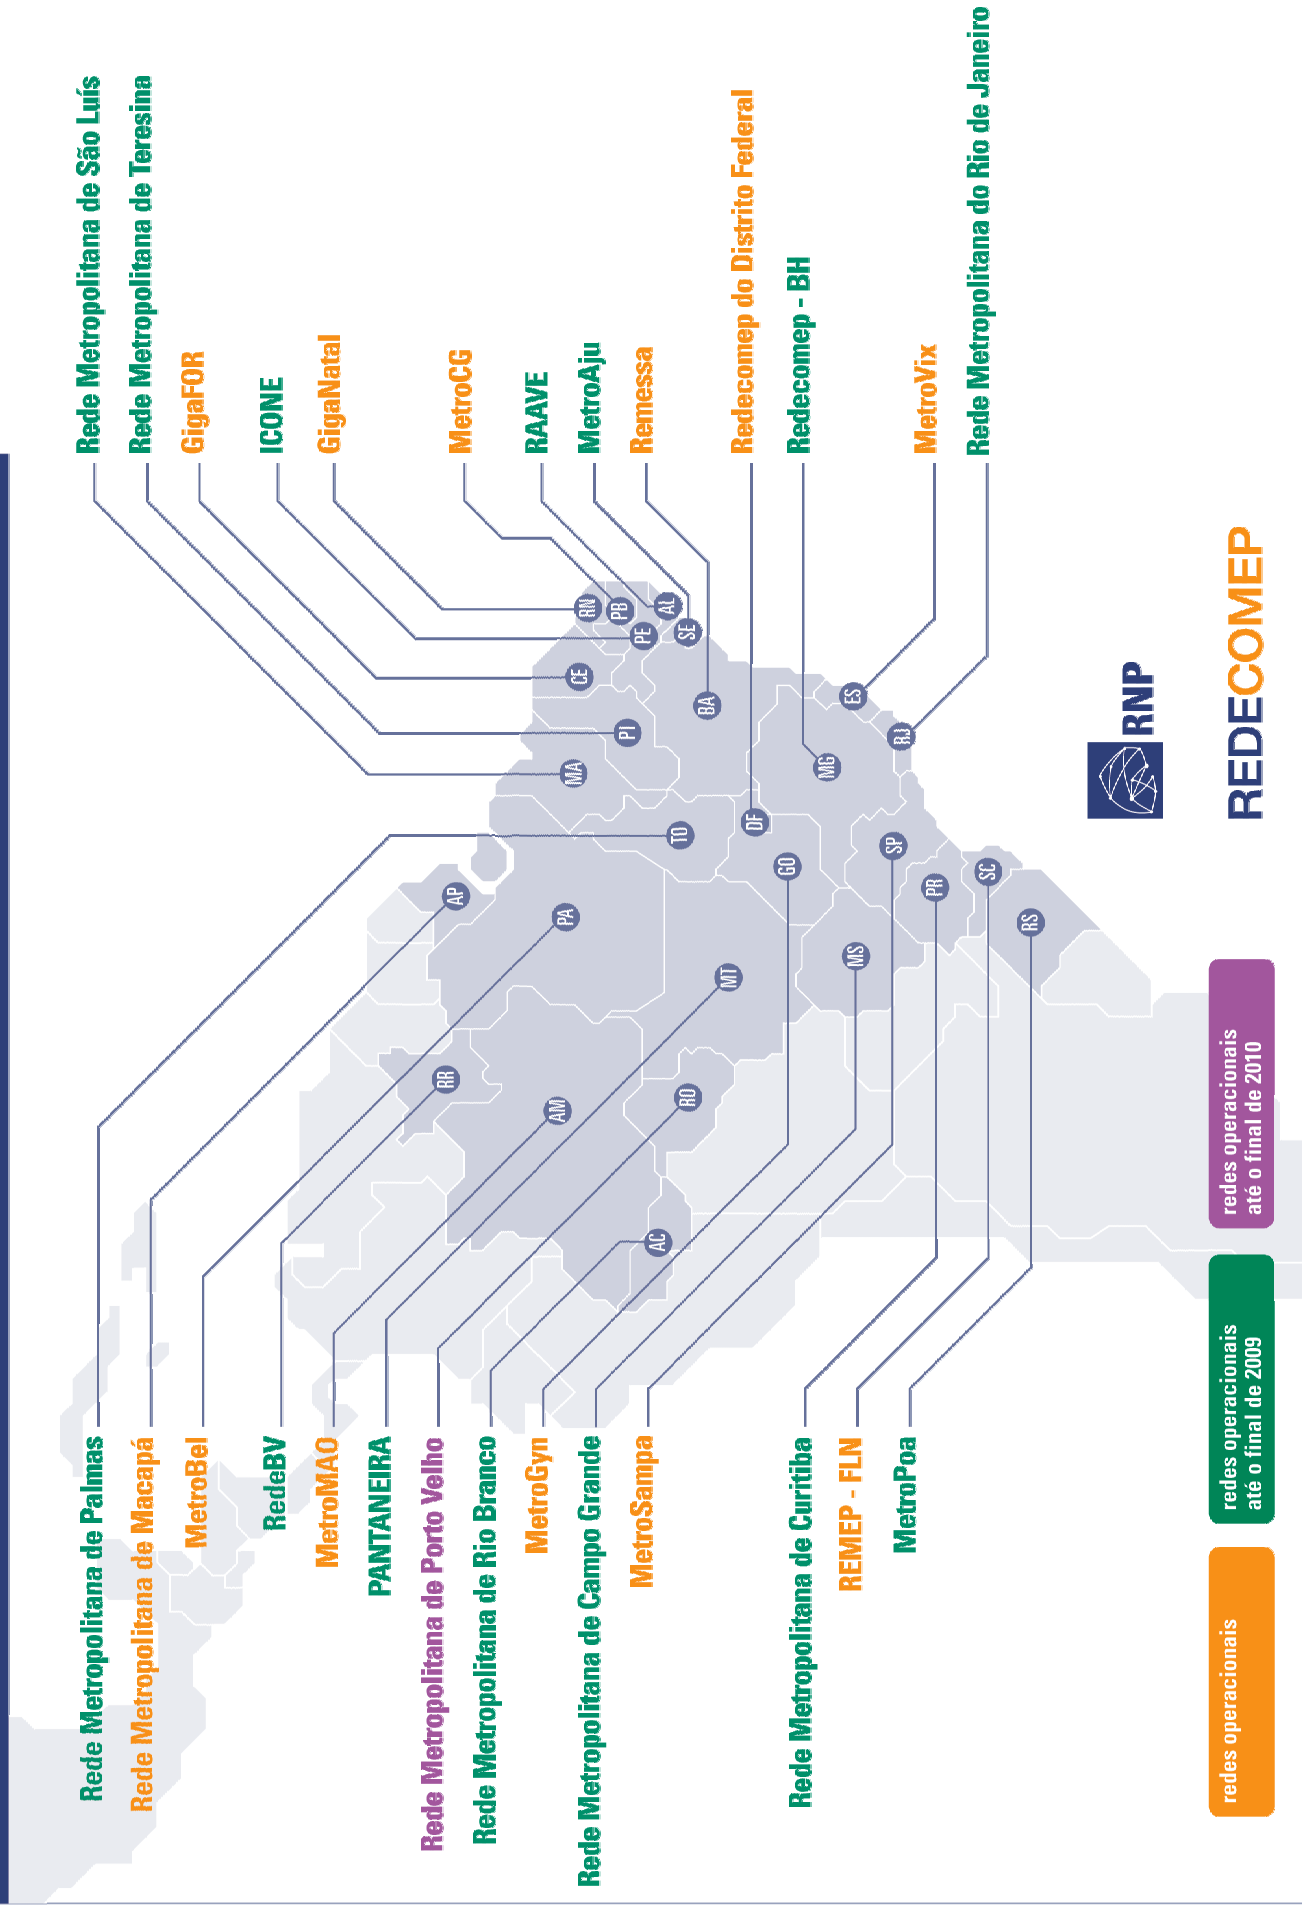 Rede Metropolitana de Palmas
Rede Metropolitana de Macapá
MetroBel
RedeBV
MetroMAO
PANTANEIRA
Rede Metropolitana de Porto Velho
Rede Metropolitana de Rio Branco
MetroGyn
Rede Metropolitana de Campo Grande
MetroSampa
Rede Metropolitana de Curitiba
REMEP - FLN
MetroPoa
Rede Metropolitana de São Luís
Rede Metropolitana de Teresina
GigaFOR
ICONE
GigaNatal
MetroCG
RAAVE
MetroAju
Remessa
Redecomep do Distrito Federal
Redecomep - BH
MetroVix
Rede Metropolitana do Rio de Janeiro
RR
AP
AM
PA
MA
CE
RN
PB
PI
PE
AL
SE
AC
RO
TO
BA
MT
DF
GO
MG
ES
MS
SP
RJ
PR
SC
RS
RNP
redes operacionais
redes operacionais
até o final de 2009
redes operacionais
até o final de 2010
REDECOMEP